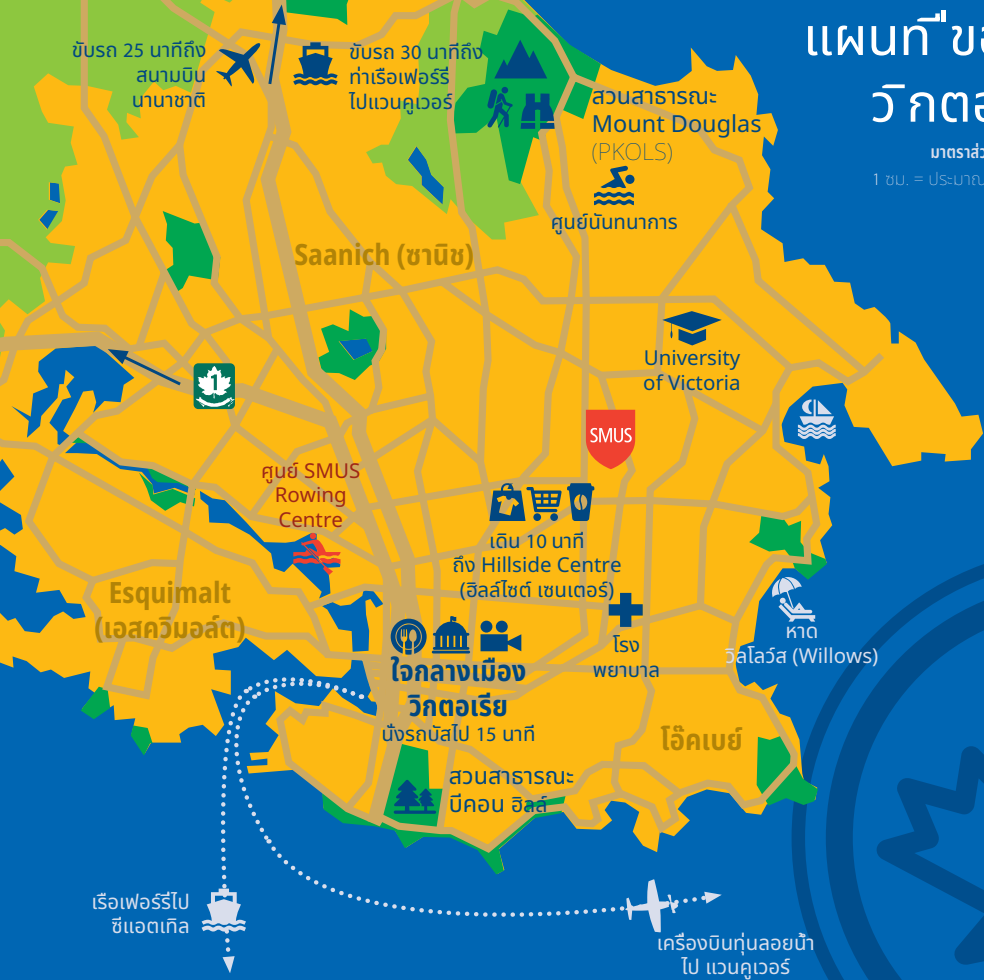 ขับรถ 25 นาทีถึง
สนามบิน
นานาชาติ
ขับรถ 30 นาทีถึง
ท่าเรือเฟอร์รี
ไปแวนคูเวอร์
สวนสาธารณะ
Mount Douglas
(PKOLS)
ศูนย์นันทนาการ
Saanich (ซานิช)
1
University
of Victoria
SMUS
ศูนย์ SMUS
Rowing
Centre
เดิน 10 นาที
ถึง Hillside Centre
(ฮิลล์ไซต์ เซนเตอร์)
Esquimalt
(เอสควิมอล์ต)
โรง
พยาบาล
หาด
วิลโลว์ส (Willows)
ใจกลางเมือง
วิกตอเรีย
นั่งรถบัสไป 15 นาที
โอ๊คเบย์
สวนสาธารณะ
บีคอน ฮิลล์
เรือเฟอร์รีไป
ซีแอตเทิล
เครื่องบินทุ่นลอยน้ำ
ไป แวนคูเวอร์
1 ซม. =